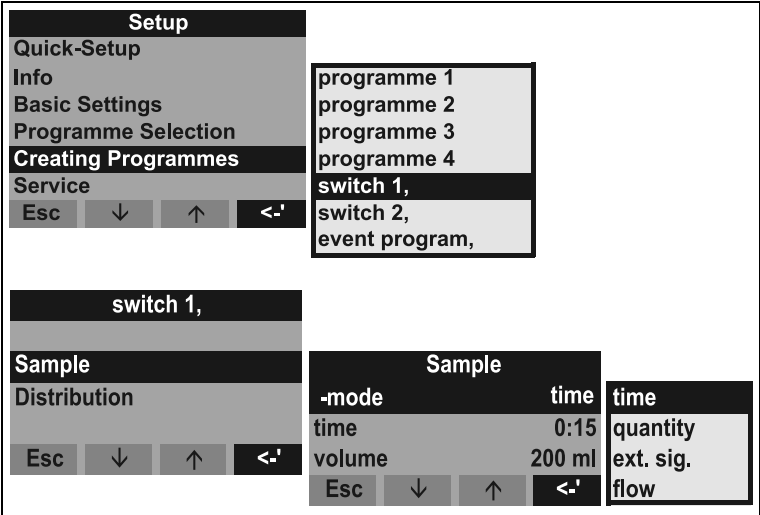 Setup
Quick-Setup
Info
Basic Settings
Programme Selection
Creating Programmes
Service
Esc ↓ ↑ <-'
programme 1
programme 2
programme 3
programme 4
switch 1,
switch 2,
event program,
switch 1,
Sample
Distribution
Esc ↓ ↑ <-'
Sample
-mode time
time 0:15
volume 200 ml
Esc ↓ ↑ <-'
time
quantity
ext. sig.
flow